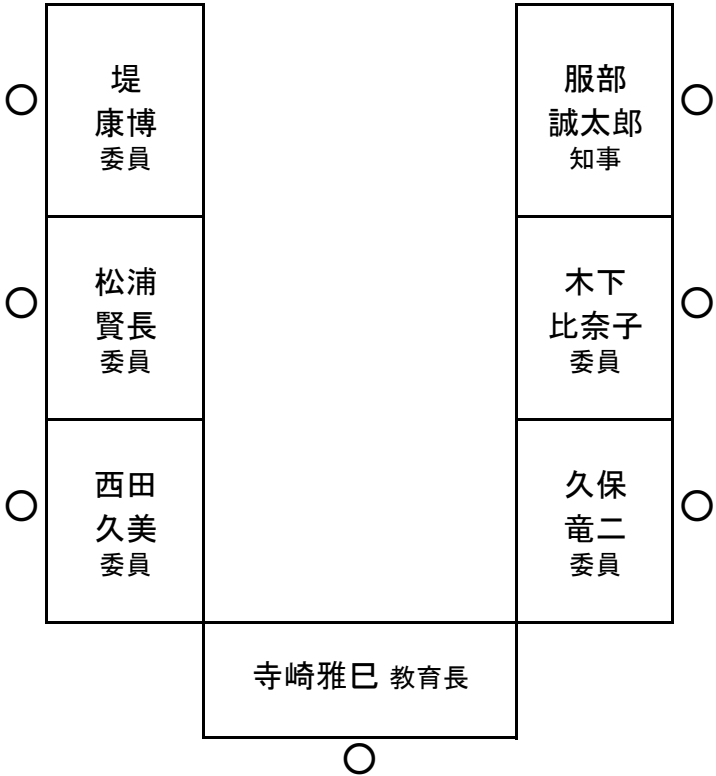 堤
康博
委員
松浦
賢長
委員
西田
久美
委員
服部
誠太郎
知事
木下
比奈子
委員
久保
竜二
委員
寺崎雅巳 教育長